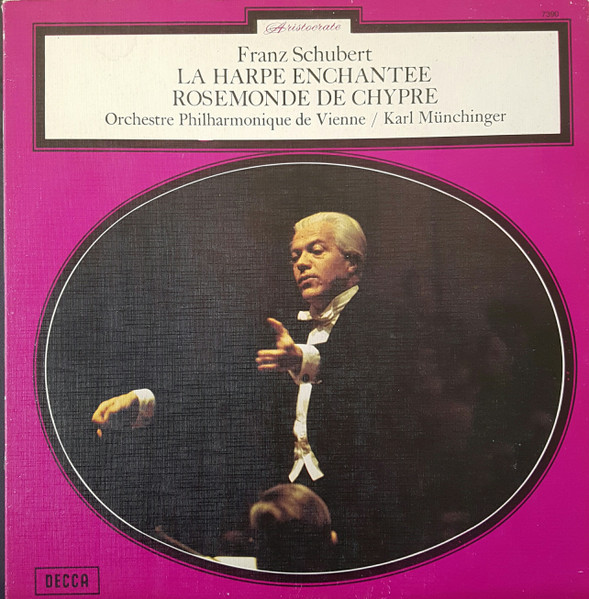 7390
Aristocrate
Franz Schubert
LA HARPE ENCHANTEE
ROSEMONDE DE CHYPRE
Orchestre Philharmonique de Vienne / Karl Münchinger
DECCA